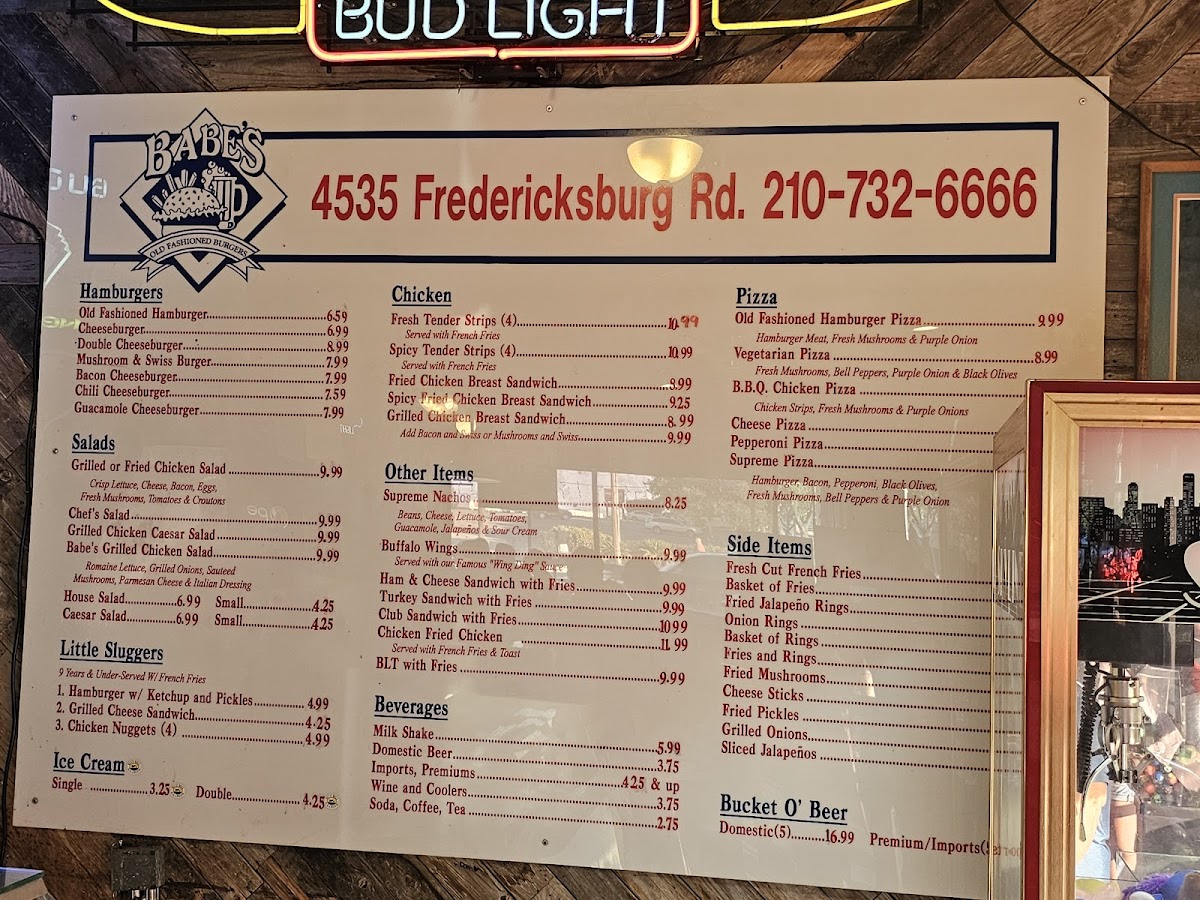 BUD LIGHT
BABE'S
OLD FASHIONED BURGERS
4535 Fredericksburg Rd. 210-732-6666
Hamburgers
Old Fashioned Hamburger 6.59
Cheeseburger 6.99
Double Cheeseburger 8.99
Mushroom & Swiss Burger 7.99
Bacon Cheeseburger 7.99
Chili Cheeseburger 7.59
Guacamole Cheeseburger 7.99
Salads
Grilled or Fried Chicken Salad 9.99
Crisp Lettuce, Cheese, Bacon, Eggs,
Fresh Mushrooms, Tomatoes & Croutons
Chef's Salad 9.99
Grilled Chicken Caesar Salad 9.99
Babe's Grilled Chicken Salad 9.99
Romaine Lettuce, Grilled Onions, Sauteed
Mushrooms, Parmesan Cheese & Italian Dressing
House Salad 6.99 Small 4.25
Caesar Salad 6.99 Small 4.25
Little Sluggers
9 Years & Under-Served W/ French Fries
1. Hamburger w/ Ketchup and Pickles 4.99
2. Grilled Cheese Sandwich 4.25
3. Chicken Nuggets (4) 4.99
Ice Cream
Single 3.25 Double 4.25
Chicken
Fresh Tender Strips (4) 10.99
Served with French Fries
Spicy Tender Strips (4) 10.99
Served with French Fries
Fried Chicken Breast Sandwich 8.99
Spicy Fried Chicken Breast Sandwich 9.25
Grilled Chicken Breast Sandwich 8.99
Add Bacon and Swiss or Mushrooms and Swiss 9.99
Other Items
Supreme Nachos 8.25
Beans, Cheese, Lettuce, Tomatoes,
Guacamole, Jalapeños & Sour Cream
Buffalo Wings 9.99
Served with our Famous "Wing Ding" Sauce
Ham & Cheese Sandwich with Fries 9.99
Turkey Sandwich with Fries 9.99
Club Sandwich with Fries 10.99
Chicken Fried Chicken 11.99
Served with French Fries & Toast
BLT with Fries 9.99
Beverages
Milk Shake 5.99
Domestic Beer 3.75
Imports, Premiums 4.25 & up
Wine and Coolers 3.75
Soda, Coffee, Tea 2.75
Pizza
Old Fashioned Hamburger Pizza 9.99
Hamburger Meat, Fresh Mushrooms & Purple Onion
Vegetarian Pizza 8.99
Fresh Mushrooms, Bell Peppers, Purple Onion & Black Olives
B.B.Q. Chicken Pizza
Chicken Strips, Fresh Mushrooms & Purple Onions
Cheese Pizza
Pepperoni Pizza
Supreme Pizza
Hamburger, Bacon, Pepperoni, Black Olives,
Fresh Mushrooms, Bell Peppers & Purple Onion
Side Items
Fresh Cut French Fries
Basket of Fries
Fried Jalapeño Rings
Onion Rings
Basket of Rings
Fries and Rings
Fried Mushrooms
Cheese Sticks
Fried Pickles
Grilled Onions
Sliced Jalapeños
Bucket O' Beer
Domestic(5) 16.99 Premium/Imports(5